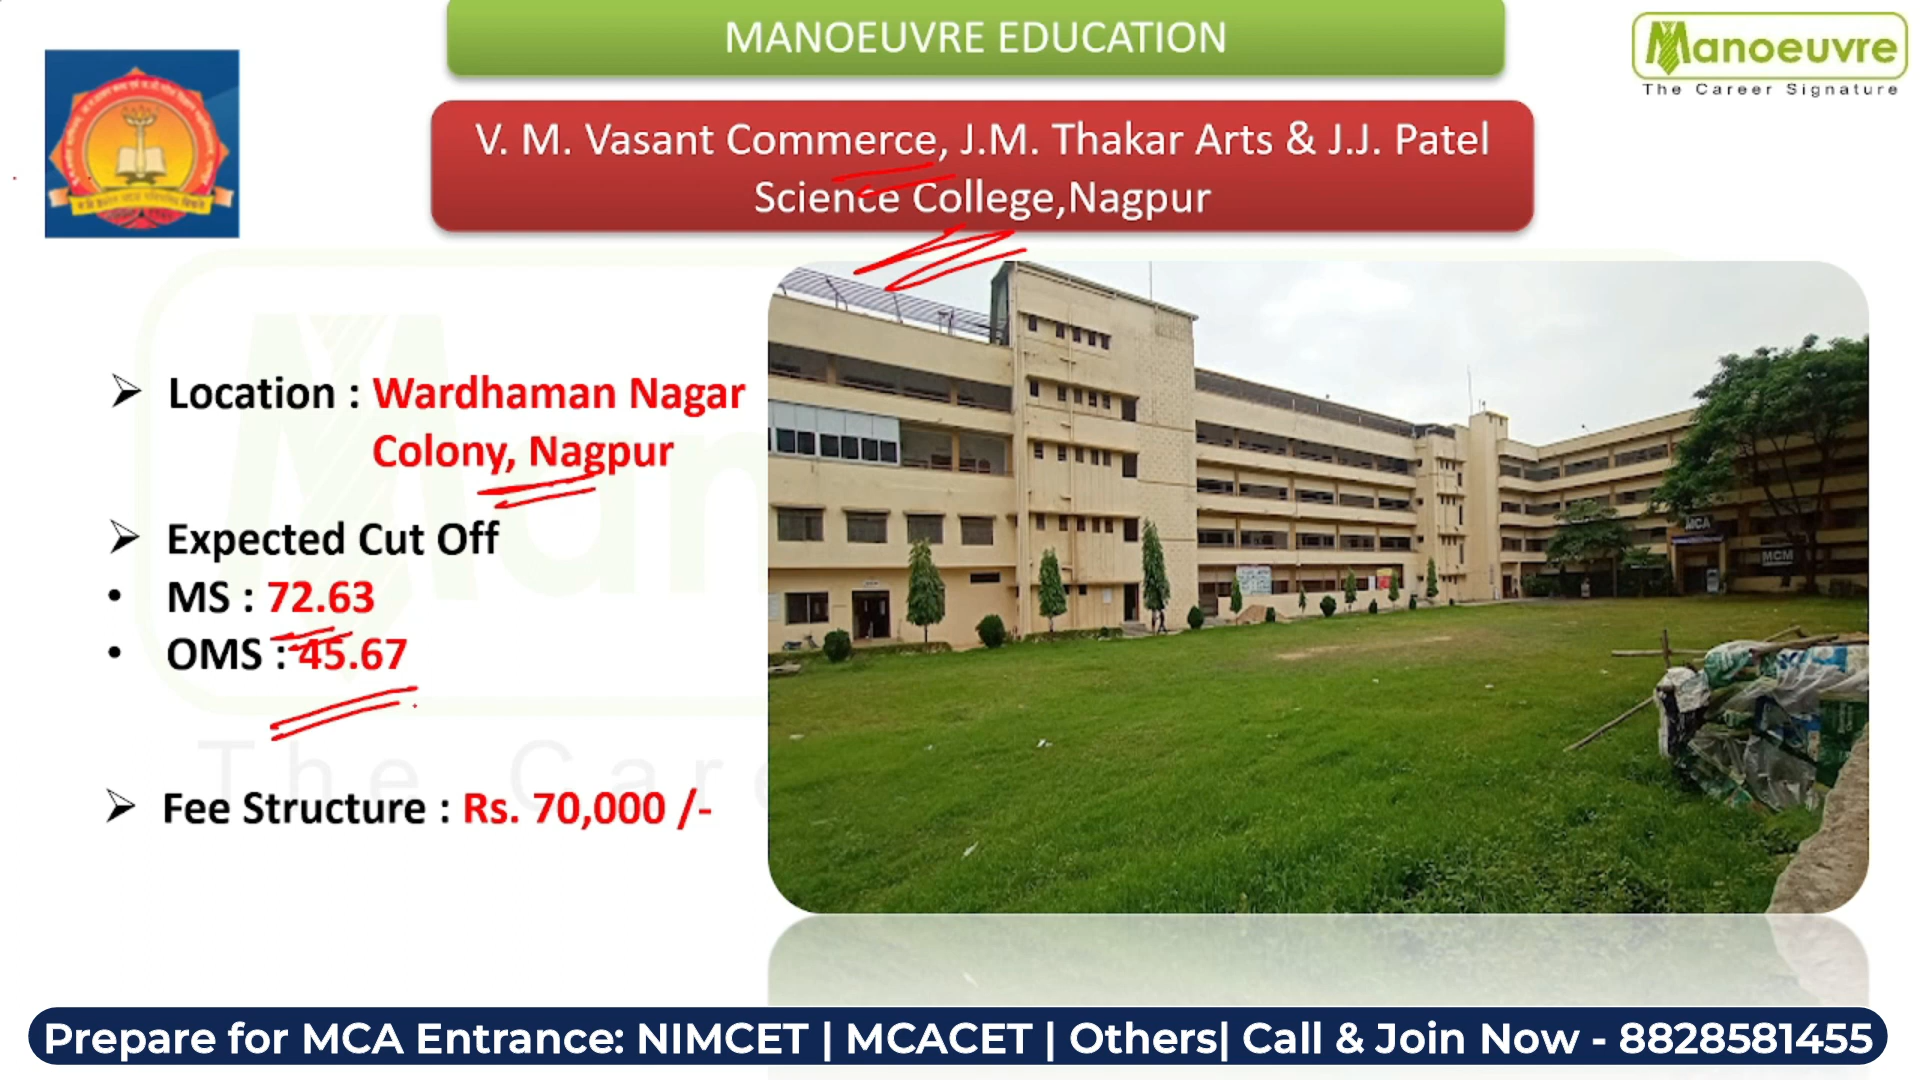 MANOEUVRE EDUCATION
Manoeuvre
The Career Signature
V. M. Vasant Commerce, J.M. Thakar Arts & J.J. Patel
Science College,Nagpur
Location : Wardhaman Nagar
Colony, Nagpur
Expected Cut Off
MS : 72.63
OMS : 45.67
Fee Structure : Rs. 70,000 /-
MCA
MCM
Prepare for MCA Entrance: NIMCET | MCACET | Others| Call & Join Now - 8828581455